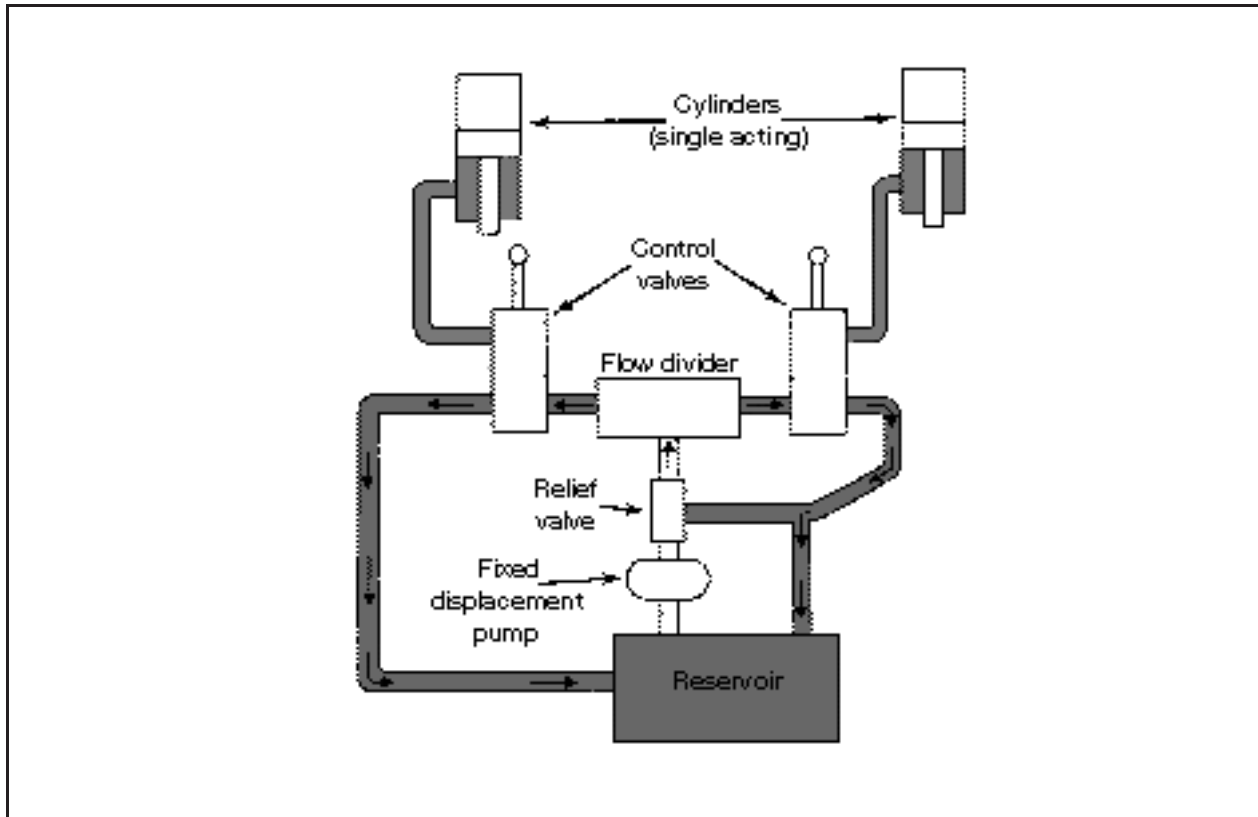 Cylinders
(single acting)
Control
valves
Flow divider
Relief
valve
Fixed
displacement
pump
Reservoir